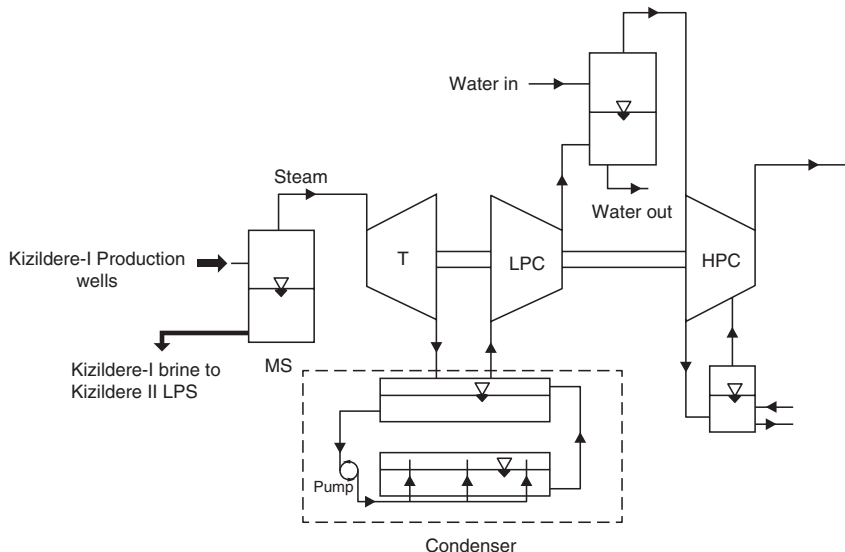 Water in
Steam
Water out
Kizildere-I Production
wells
T
LPC
HPC
Kizildere-I brine to
Kizildere II LPS
MS
Pump
Condenser